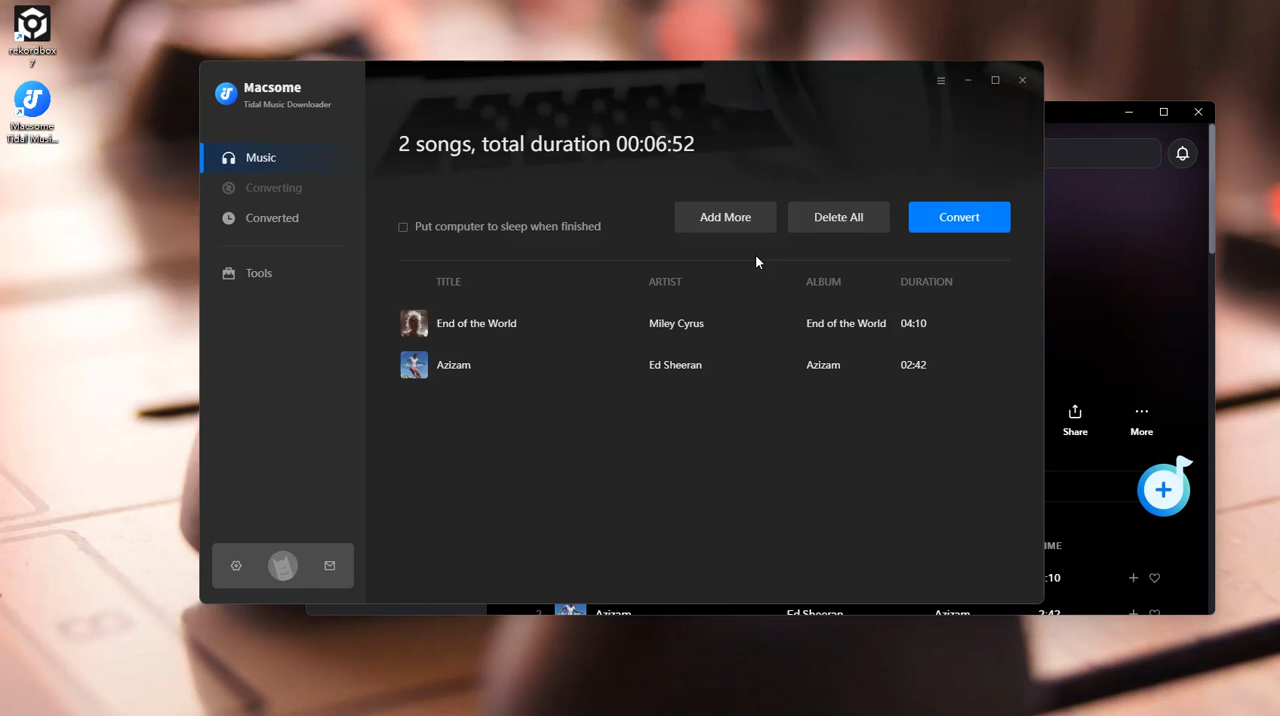 rekordbox
7
Macsome
Tidal Musi...
Macsome
Tidal Music Downloader
Music
Converting
Converted
Tools
2 songs, total duration 00:06:52
Put computer to sleep when finished
Add More
Delete All
Convert
TITLE ARTIST ALBUM DURATION
End of the World Miley Cyrus End of the World 04:10
Azizam Ed Sheeran Azizam 02:42
Share
More
IME
:10
2 Azizam Ed Sheeran Azizam 2:42